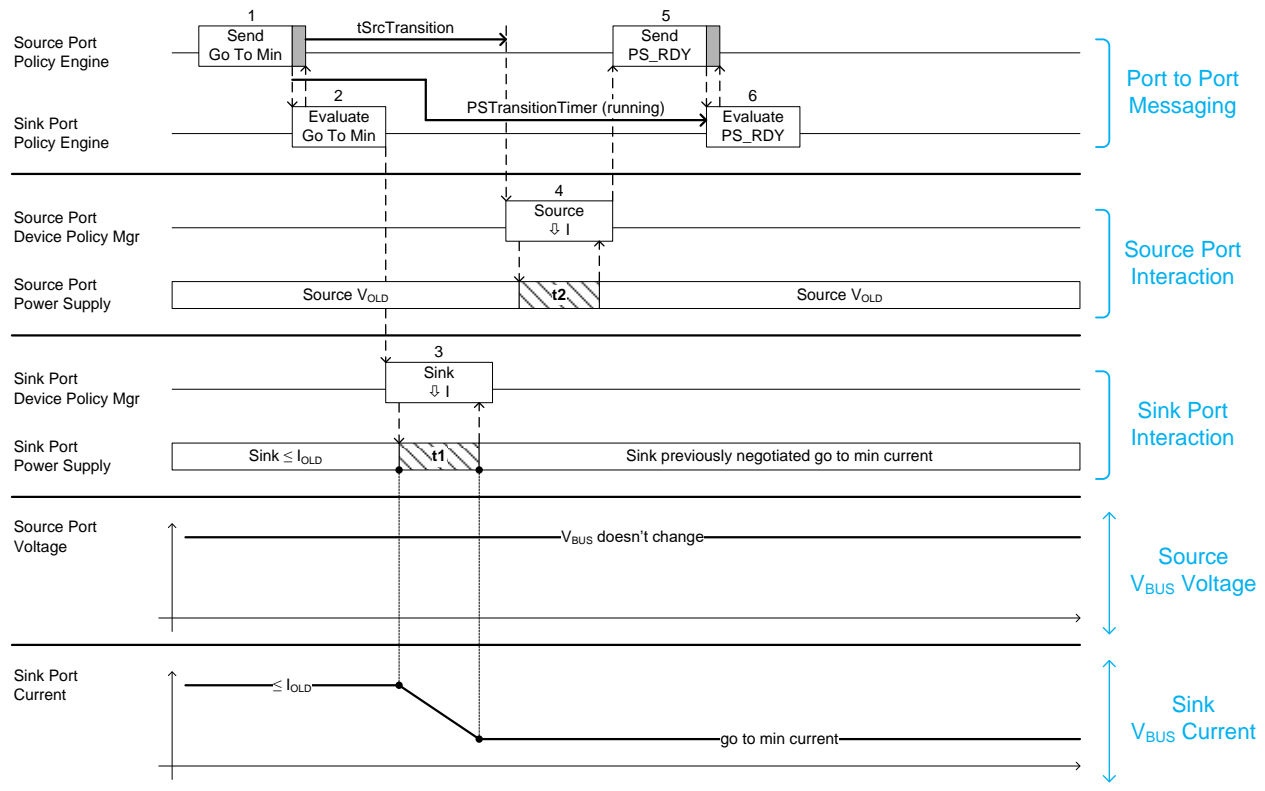 1
Send
Go To Min
tSrcTransition
5
Send
PS_RDY
Source Port
Policy Engine
2
Evaluate
Go To Min
PSTransitionTimer (running)
6
Evaluate
PS_RDY
Sink Port
Policy Engine
Port to Port
Messaging
4
Source
⇩ I
Source Port
Device Policy Mgr
Source Port
Power Supply
Source VOLD
t2
Source VOLD
Source Port
Interaction
3
Sink
⇩ I
Sink Port
Device Policy Mgr
Sink Port
Power Supply
Sink ≤ IOLD
t1
Sink previously negotiated go to min current
Sink Port
Interaction
Source Port
Voltage
VBUS doesn't change
Source
VBUS Voltage
Sink Port
Current
≤ IOLD
go to min current
Sink
VBUS Current